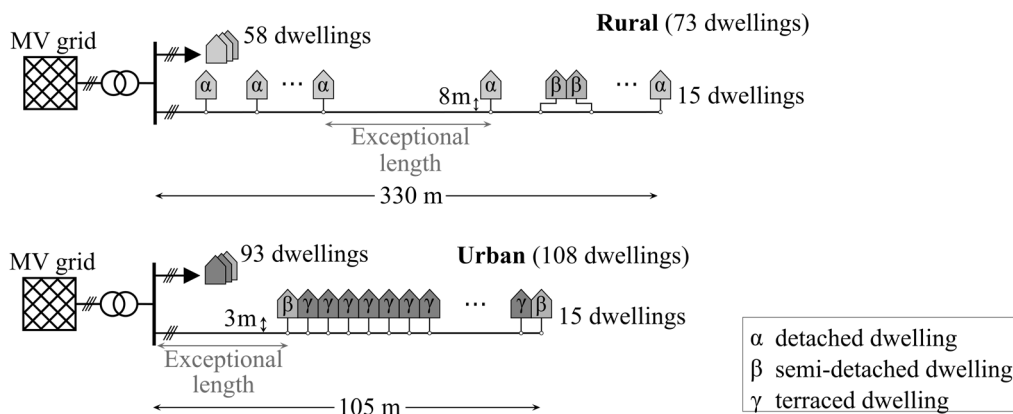 Rural (73 dwellings)
MV grid
58 dwellings
α α ··· α α β β ··· α
8m
15 dwellings
Exceptional
length
330 m
Urban (108 dwellings)
MV grid
93 dwellings
β γ γ γ γ γ γ γ ··· γ β
3m
15 dwellings
Exceptional
length
105 m
α detached dwelling
β semi-detached dwelling
γ terraced dwelling